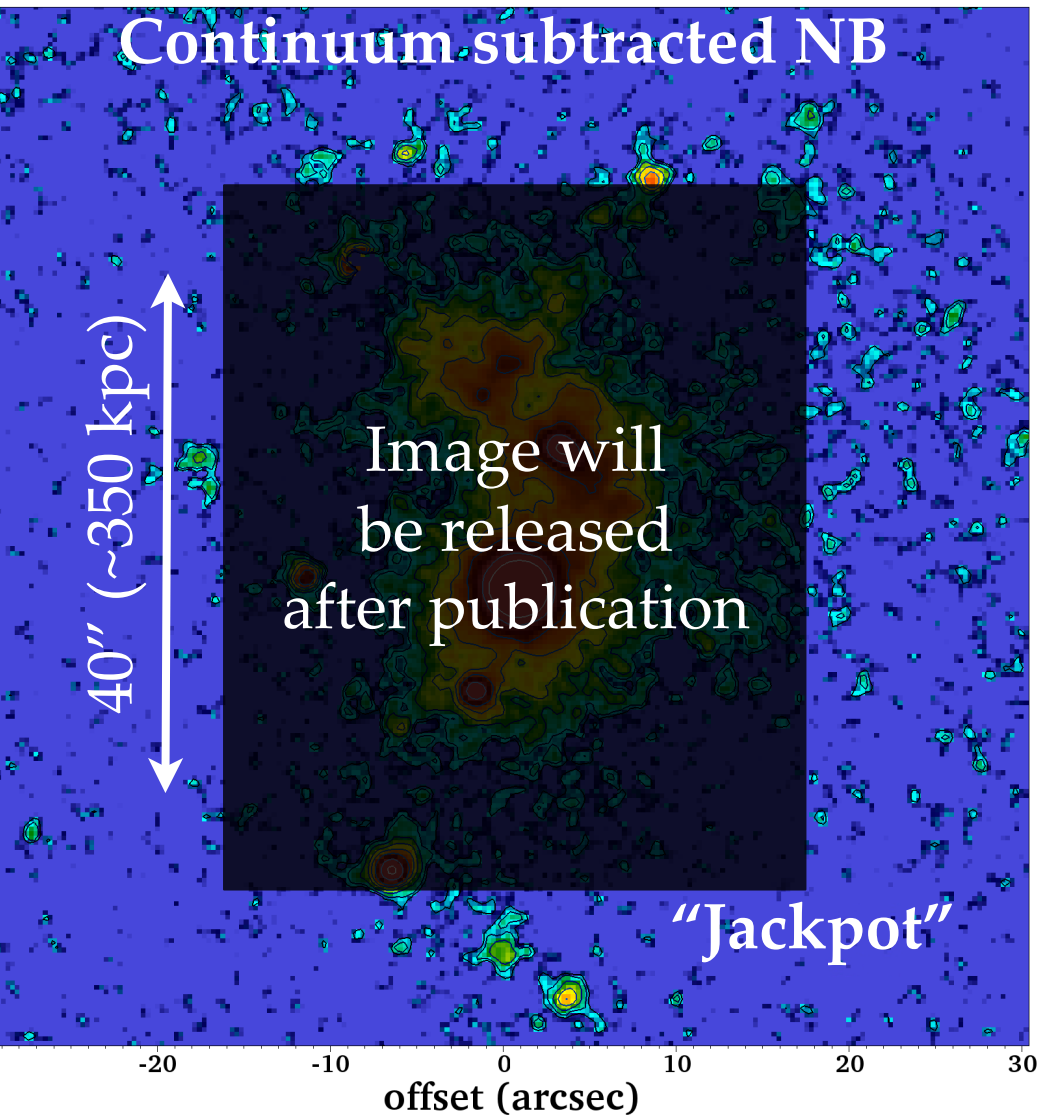 Continuum subtracted NB
40″ (~350 kpc)
Image will
be released
after publication
“Jackpot”
-20 -10 0 10 20 30
offset (arcsec)